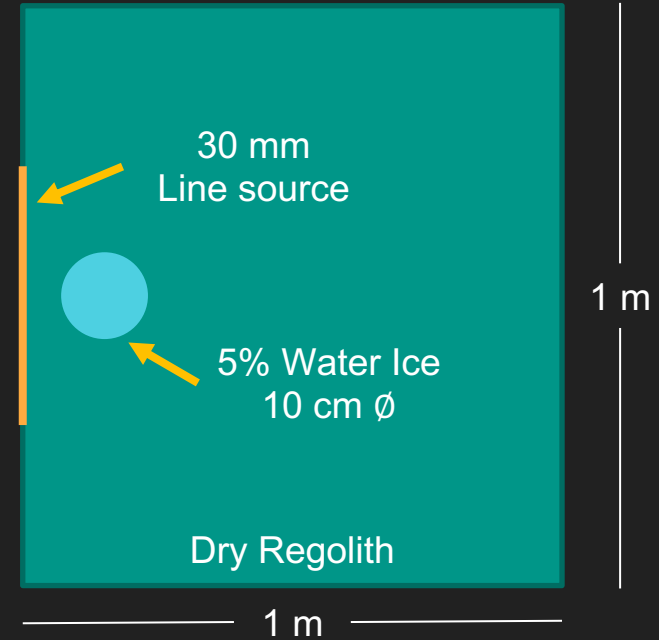 30 mm
Line source
1 m
5% Water Ice
10 cm Ø
Dry Regolith
1 m